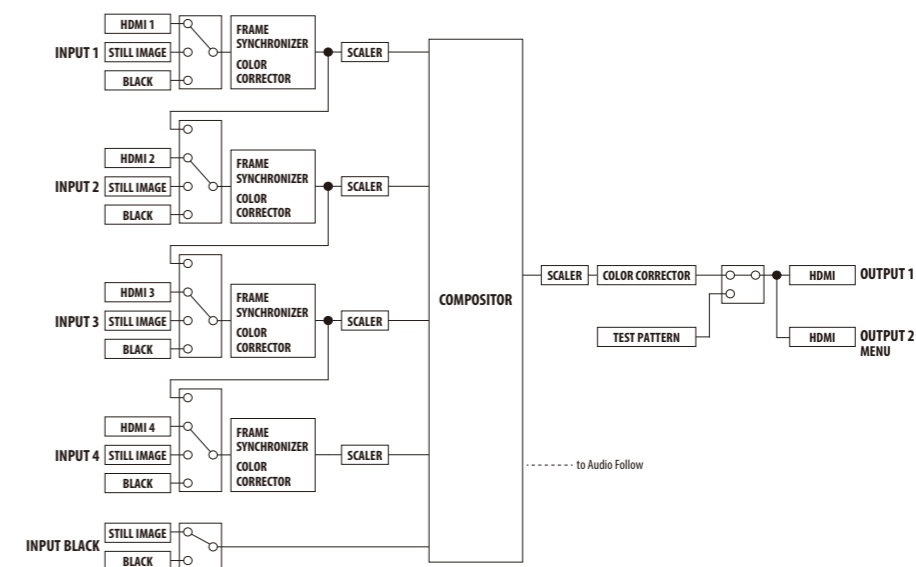 HDMI 1
INPUT 1
STILL IMAGE
BLACK
FRAME
SYNCHRONIZER
COLOR
CORRECTOR
SCALER
HDMI 2
INPUT 2
STILL IMAGE
BLACK
FRAME
SYNCHRONIZER
COLOR
CORRECTOR
SCALER
HDMI 3
INPUT 3
STILL IMAGE
BLACK
FRAME
SYNCHRONIZER
COLOR
CORRECTOR
SCALER
HDMI 4
INPUT 4
STILL IMAGE
BLACK
FRAME
SYNCHRONIZER
COLOR
CORRECTOR
SCALER
INPUT BLACK
STILL IMAGE
BLACK
COMPOSITOR
SCALER
COLOR CORRECTOR
TEST PATTERN
HDMI
OUTPUT 1
HDMI
OUTPUT 2
MENU
to Audio Follow